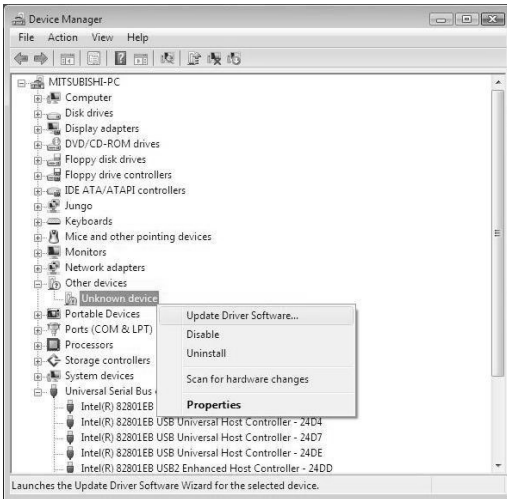 Device Manager
File Action View Help
MITSUBISHI-PC
Computer
Disk drives
Display adapters
DVD/CD-ROM drives
Floppy disk drives
Floppy drive controllers
IDE ATA/ATAPI controllers
Jungo
Keyboards
Mice and other pointing devices
Monitors
Network adapters
Other devices
Unknown device
Portable Devices
Update Driver Software...
Ports (COM & LPT)
Disable
Processors
Uninstall
Storage controllers
System devices
Scan for hardware changes
Universal Serial Bus
Properties
Intel(R) 82801EB
Intel(R) 82801EB USB Universal Host Controller - 24D4
Intel(R) 82801EB USB Universal Host Controller - 24D7
Intel(R) 82801EB USB Universal Host Controller - 24DE
Intel(R) 82801EB USB2 Enhanced Host Controller - 24DD
Launches the Update Driver Software Wizard for the selected device.